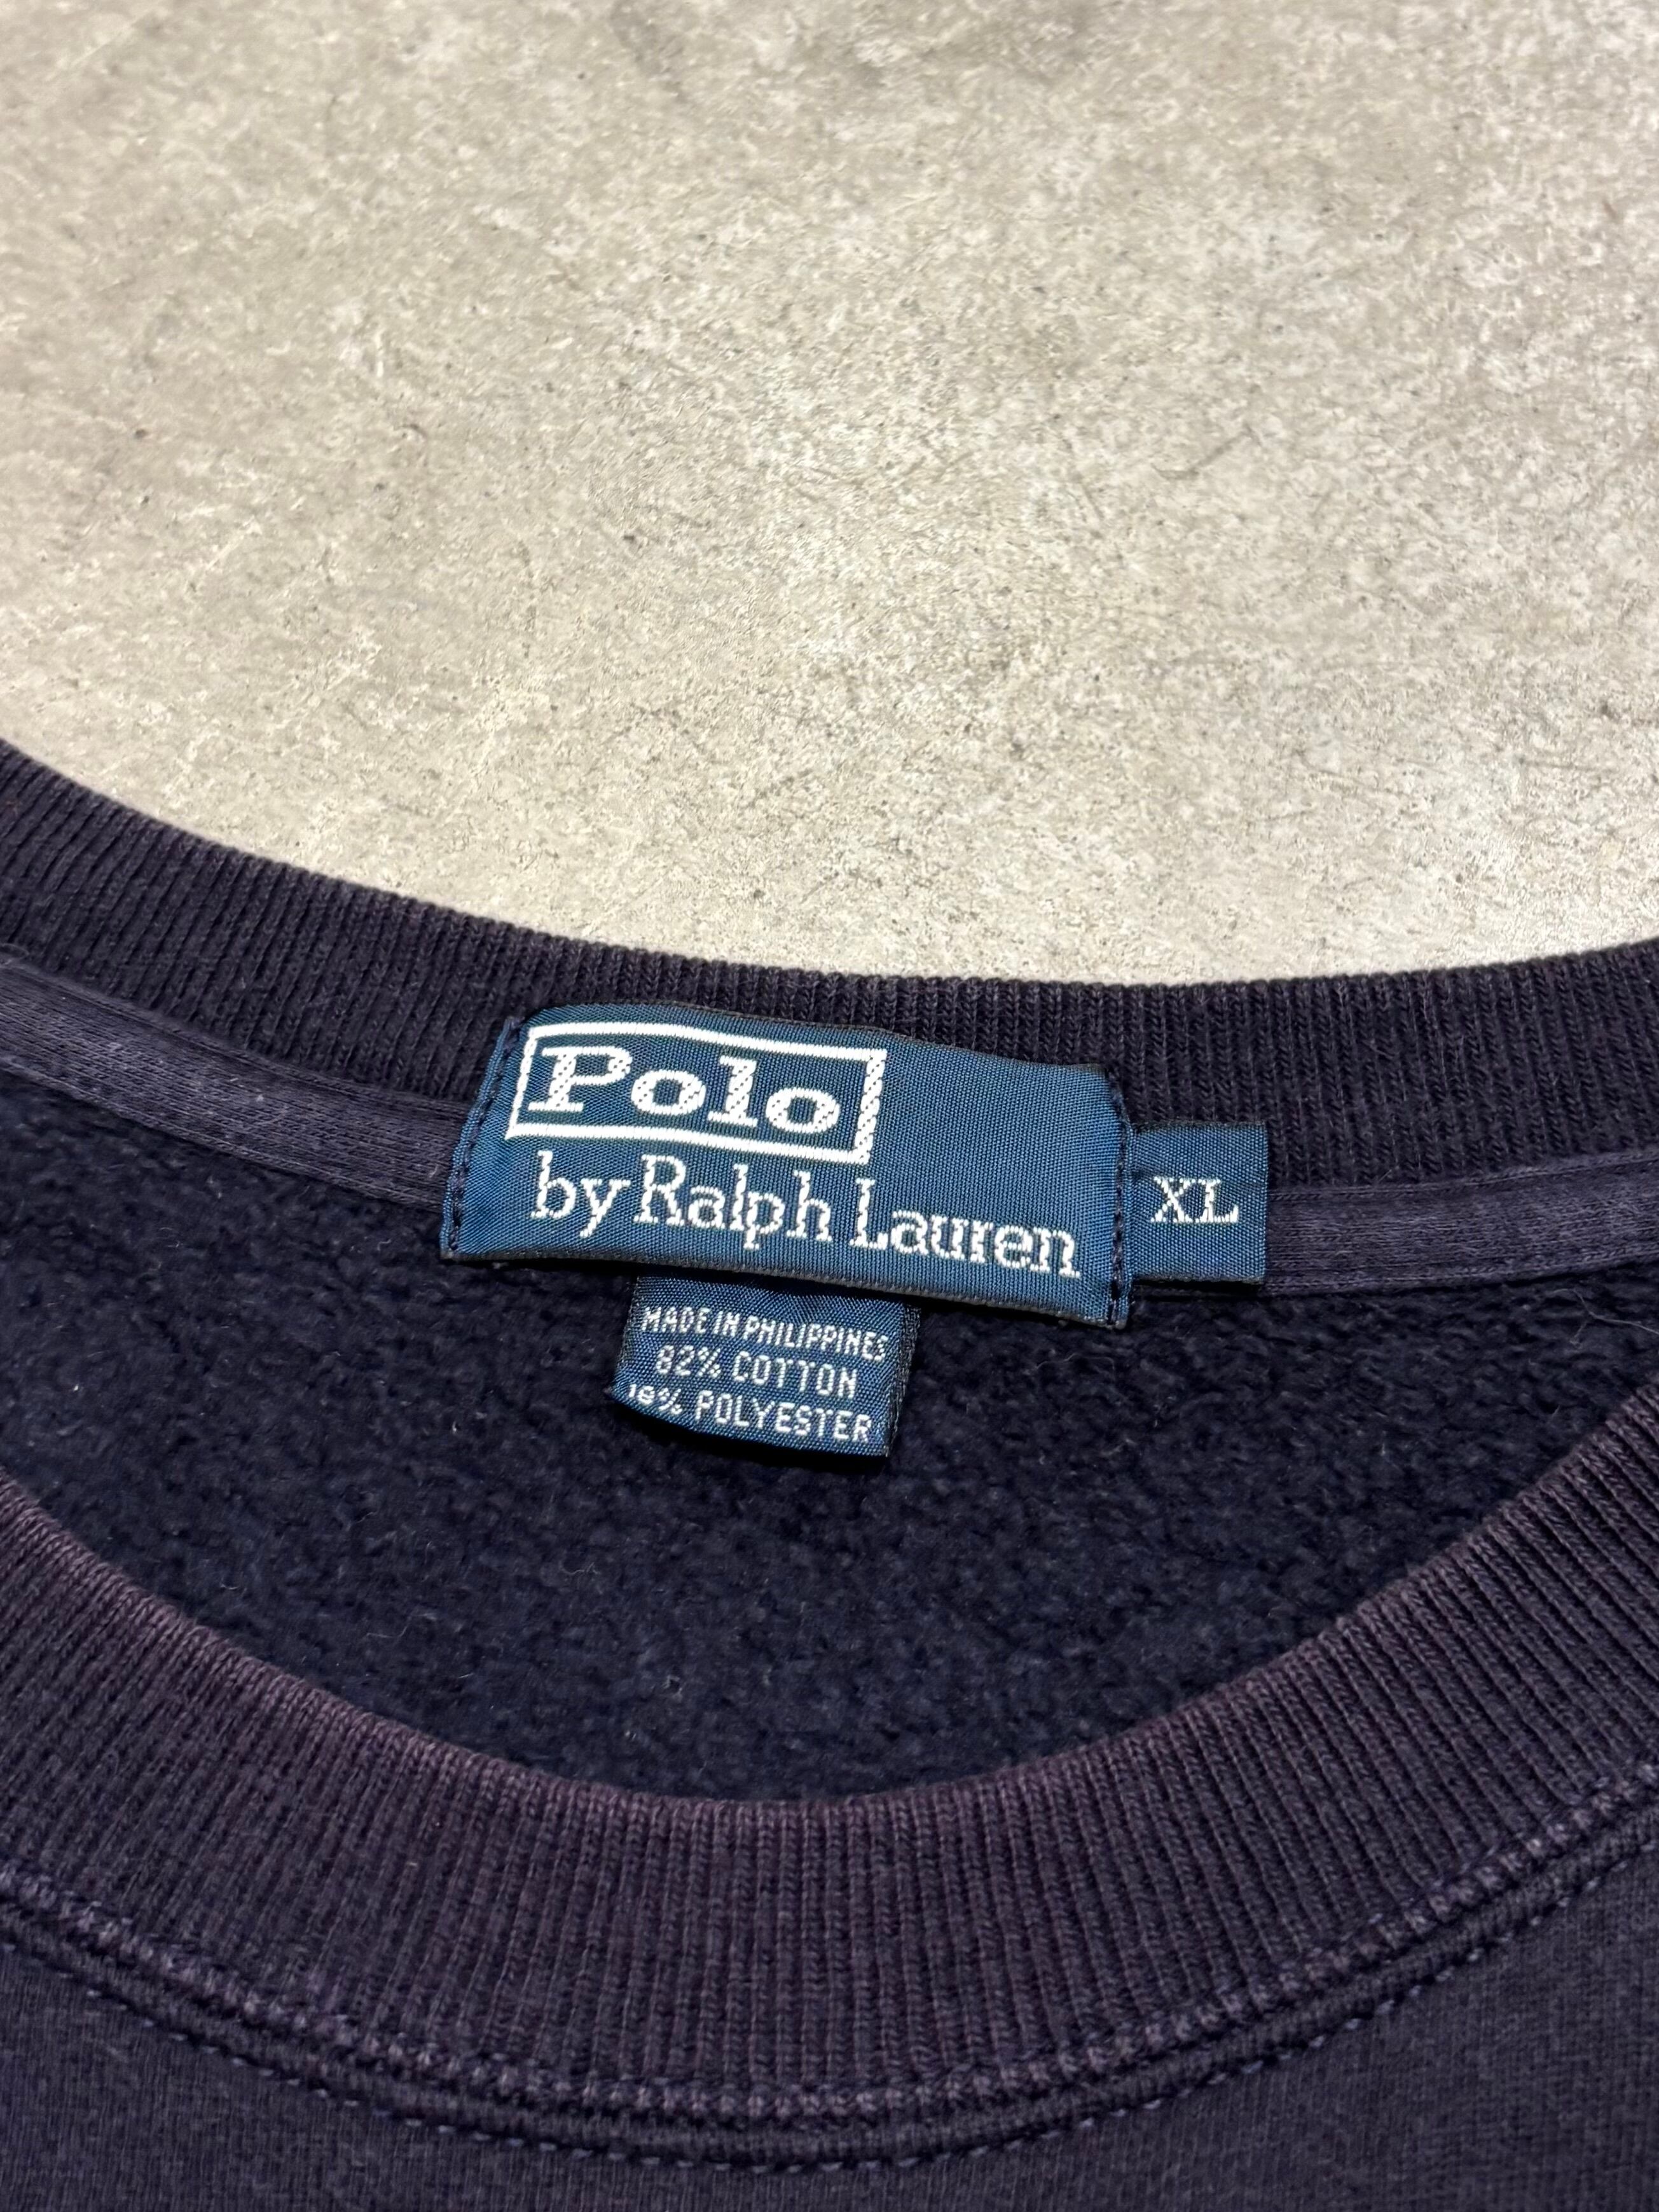 Polo
by Ralph Lauren
XL
MADE IN PHILIPPINES
82% COTTON
18% POLYESTER